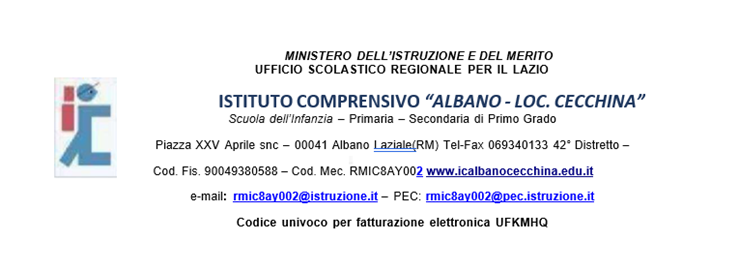 MINISTERO DELL'ISTRUZIONE E DEL MERITO
UFFICIO SCOLASTICO REGIONALE PER IL LAZIO
ISTITUTO COMPRENSIVO "ALBANO - LOC. CECCHINA"
Scuola dell'Infanzia – Primaria – Secondaria di Primo Grado
Piazza XXV Aprile snc – 00041 Albano Laziale(RM) Tel-Fax 069340133 42° Distretto –
Cod. Fis. 90049380588 – Cod. Mec. RMIC8AY002 www.icalbanocecchina.edu.it
e-mail: rmic8ay002@istruzione.it – PEC: rmic8ay002@pec.istruzione.it
Codice univoco per fatturazione elettronica UFKMHQ